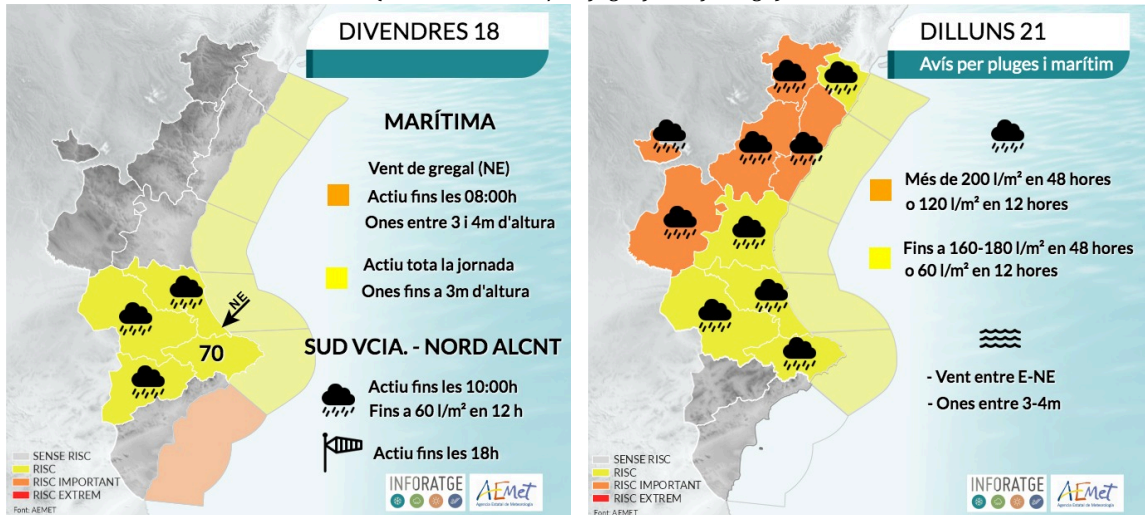 DIVENDRES 18
MARÍTIMA
Vent de gregal (NE)
Actiu fins les 08:00h
Ones entre 3 i 4m d'altura
Actiu tota la jornada
Ones fins a 3m d'altura
NE
70
SUD VCIA. - NORD ALCNT
Actiu fins les 10:00h
Fins a 60 l/m² en 12 h
Actiu fins les 18h
SENSE RISC
RISC
RISC IMPORTANT
RISC EXTREM
Font: AEMET
INFORATGE
AEMet
Agencia Estatal de Meteorología
DILLUNS 21
Avís per pluges i marítim
Més de 200 l/m² en 48 hores
o 120 l/m² en 12 hores
Fins a 160-180 l/m² en 48 hores
o 60 l/m² en 12 hores
- Vent entre E-NE
- Ones entre 3-4m
SENSE RISC
RISC
RISC IMPORTANT
RISC EXTREM
Font: AEMET
INFORATGE
AEMet
Agencia Estatal de Meteorología